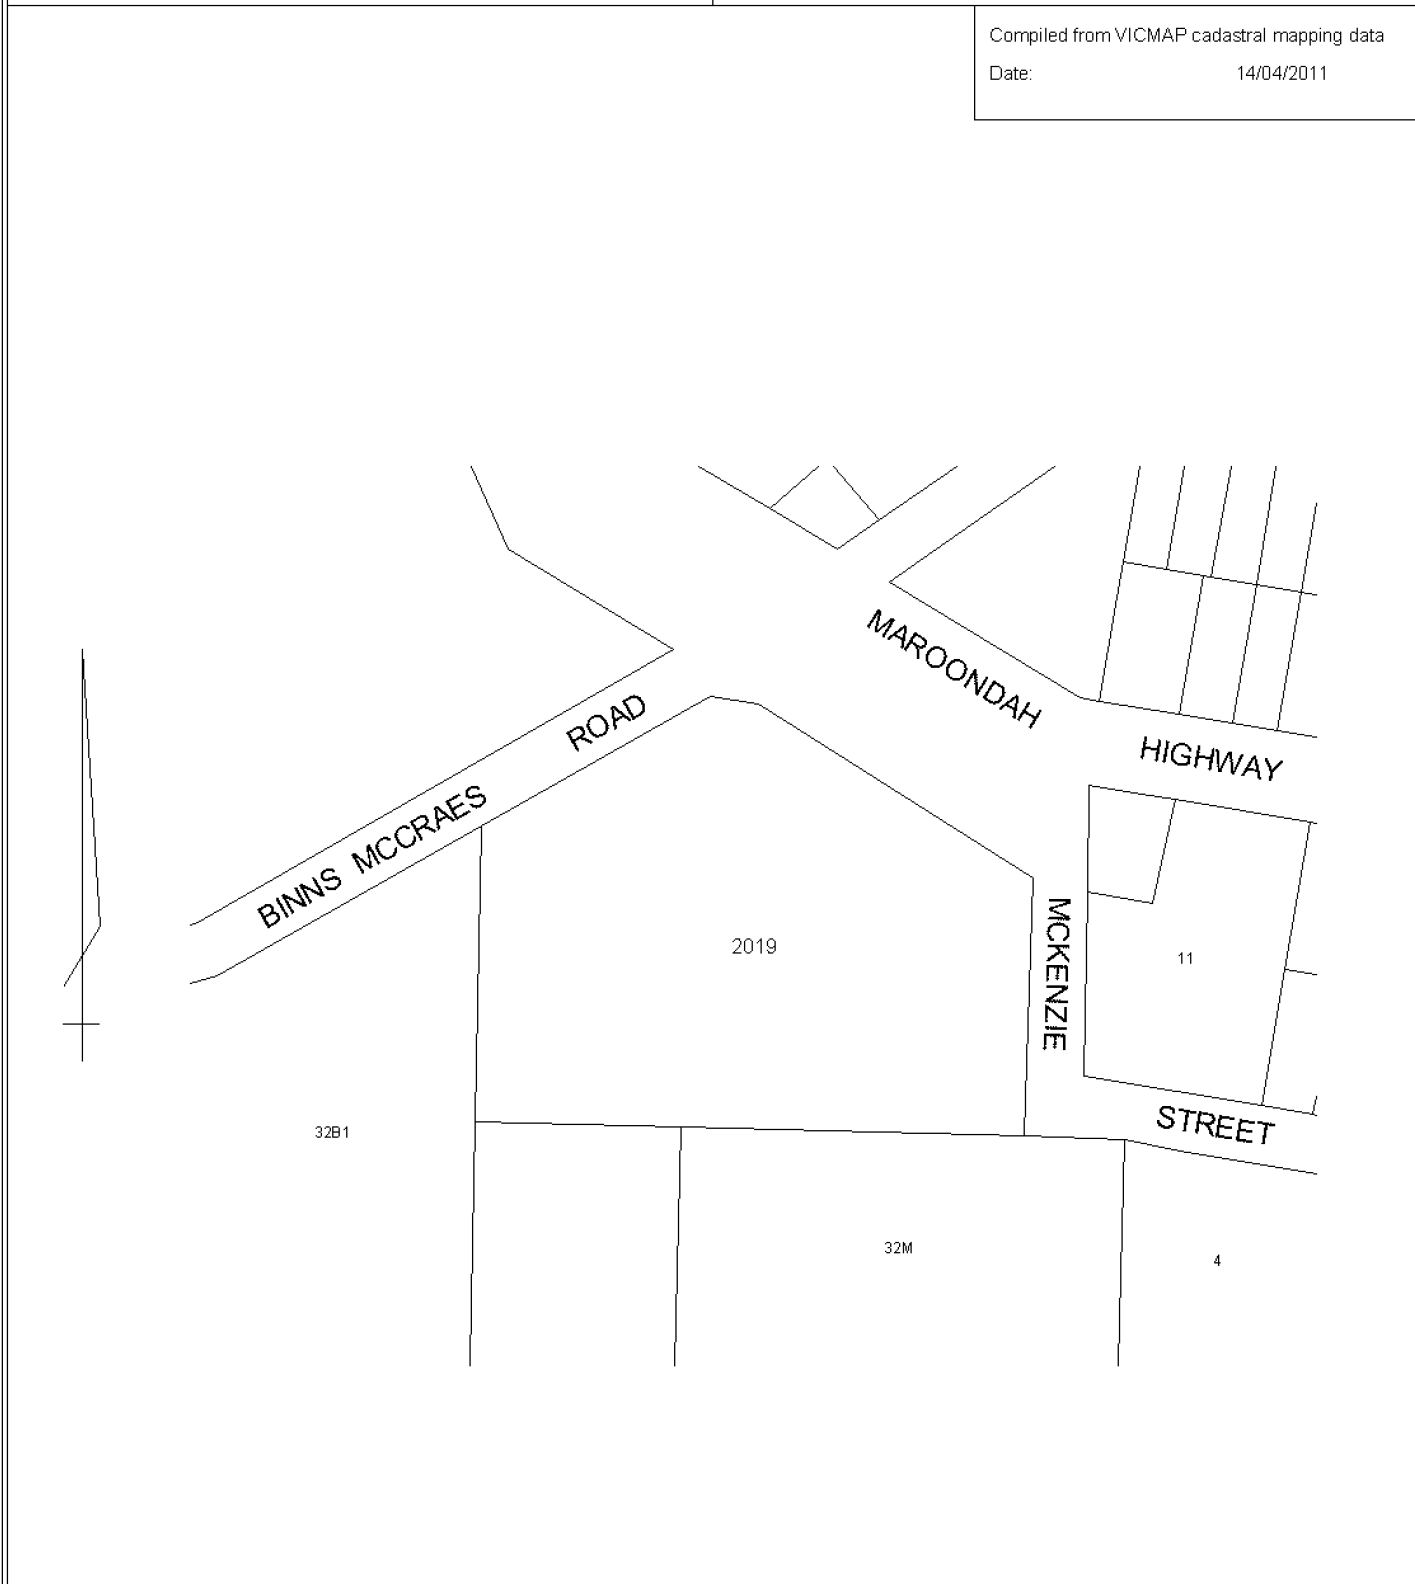 Compiled from VICMAP cadastral mapping data
Date: 14/04/2011
MAROONDAH
HIGHWAY
BINNS MCCRAES ROAD
MCKENZIE
STREET
2019
11
32B1
32M
4